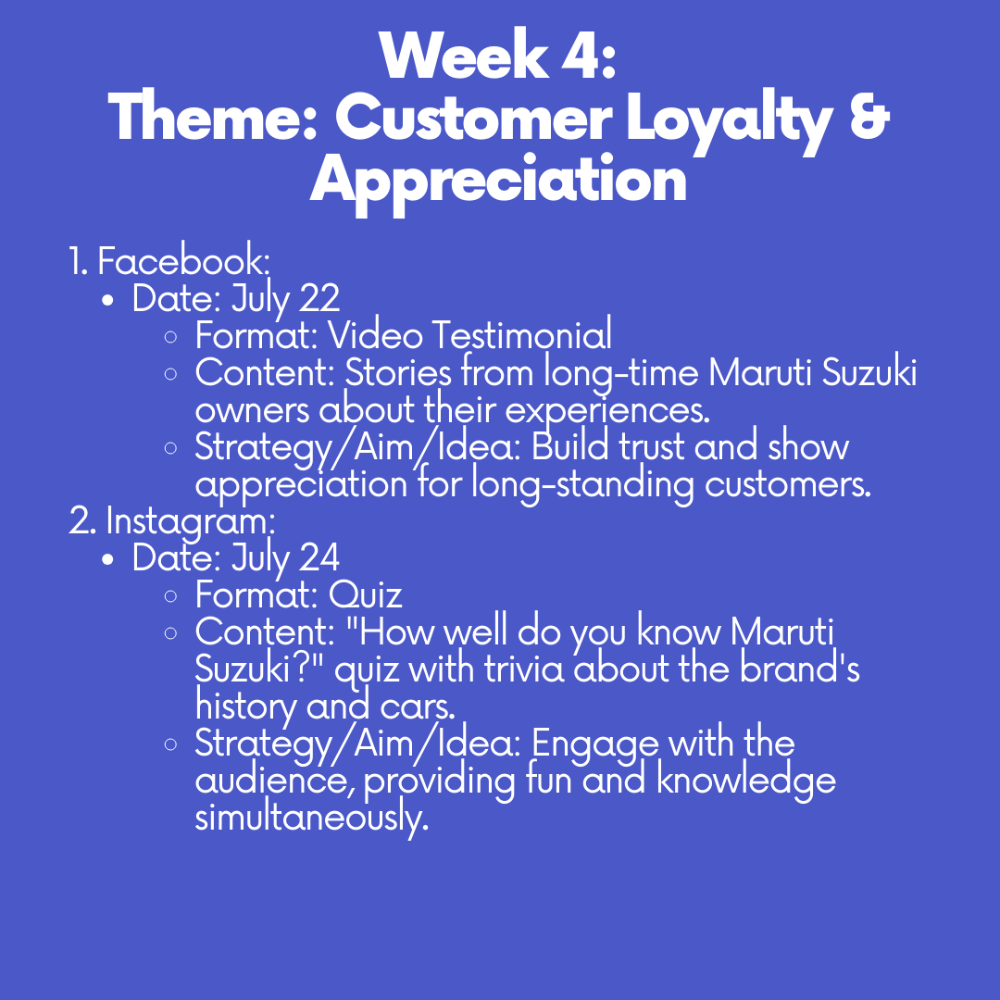 Week 4:
Theme: Customer Loyalty &
Appreciation
1. Facebook:
• Date: July 22
◦ Format: Video Testimonial
◦ Content: Stories from long-time Maruti Suzuki
owners about their experiences.
◦ Strategy/Aim/Idea: Build trust and show
appreciation for long-standing customers.
2. Instagram:
• Date: July 24
◦ Format: Quiz
◦ Content: "How well do you know Maruti
Suzuki?" quiz with trivia about the brand's
history and cars.
◦ Strategy/Aim/Idea: Engage with the
audience, providing fun and knowledge
simultaneously.